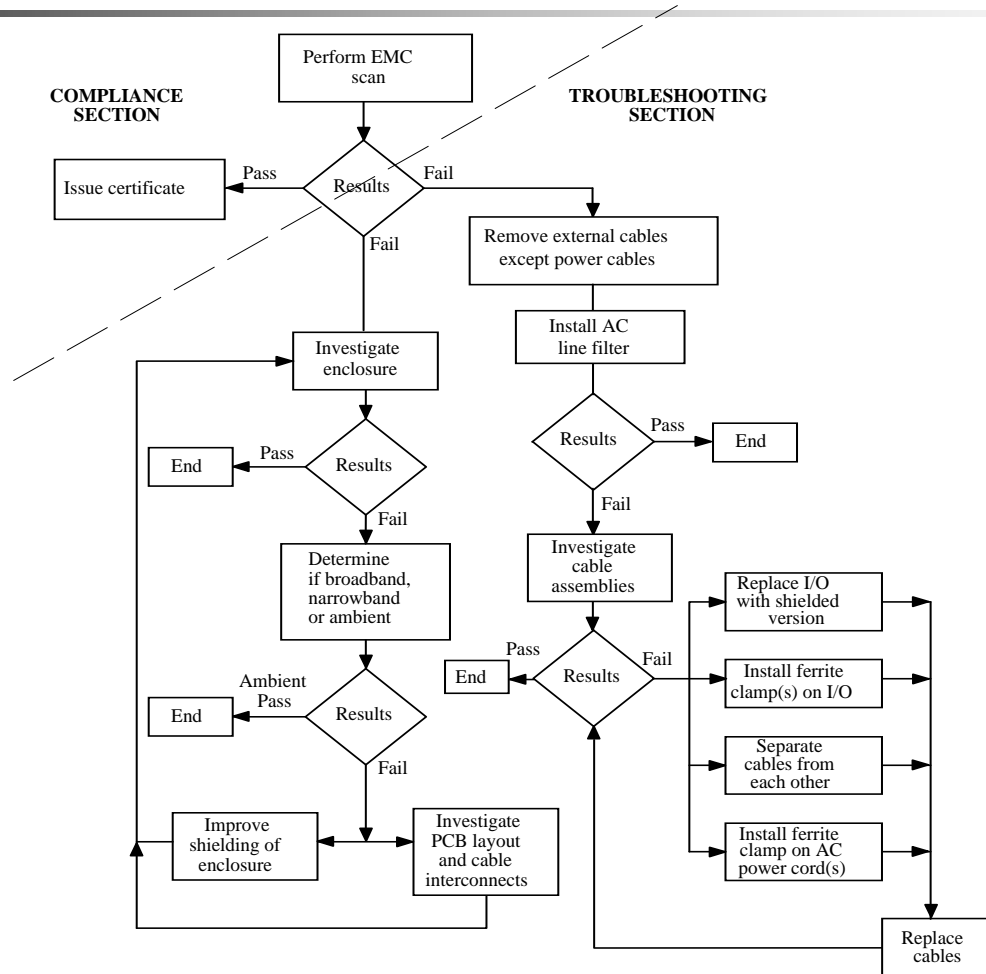 Perform EMC
scan
COMPLIANCE
SECTION
TROUBLESHOOTING
SECTION
Issue certificate
Pass
Results
Fail
Fail
Remove external cables
except power cables
Install AC
line filter
Investigate
enclosure
Results
Pass
End
End
Pass
Results
Fail
Fail
Determine
if broadband,
narrowband
or ambient
Investigate
cable
assemblies
Replace I/O
with shielded
version
Pass
End
Results
Fail
Install ferrite
clamp(s) on I/O
Ambient
Pass
End
Results
Fail
Separate
cables from
each other
Improve
shielding of
enclosure
Investigate
PCB layout
and cable
interconnects
Install ferrite
clamp on AC
power cord(s)
Replace
cables